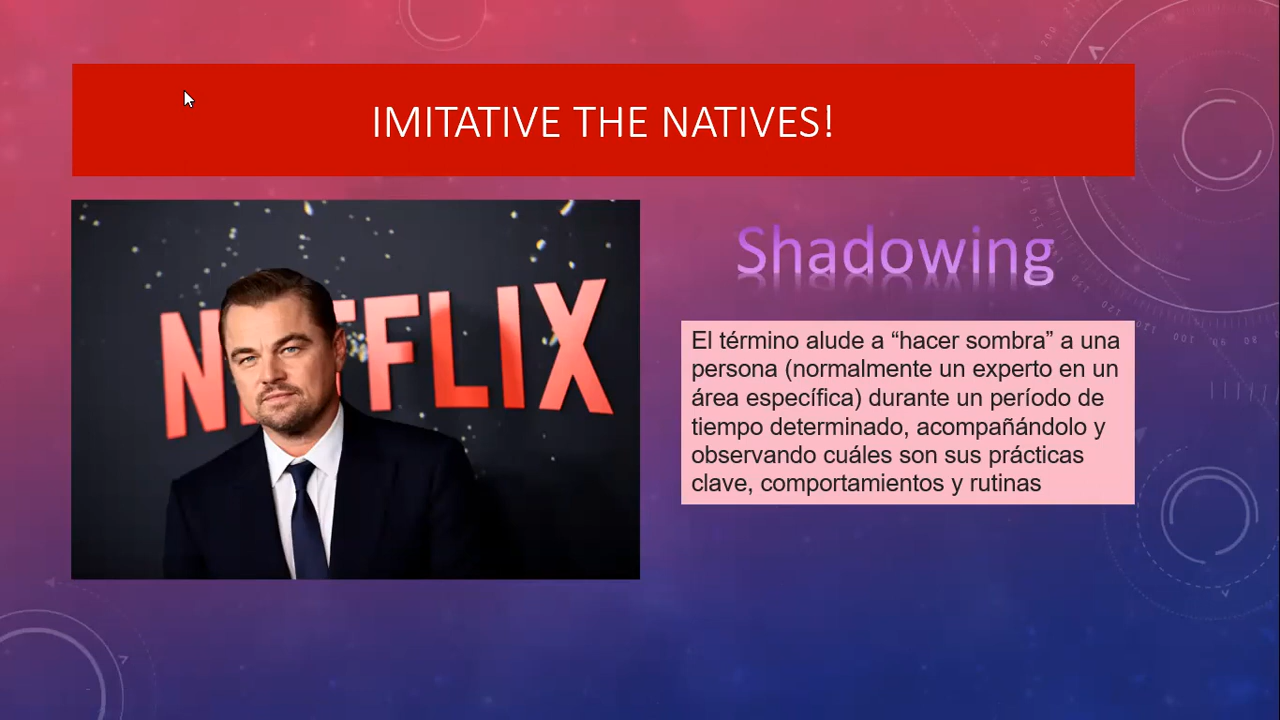 IMITATIVE THE NATIVES!
NETFLIX
Shadowing
El término alude a “hacer sombra” a una
persona (normalmente un experto en un
área específica) durante un período de
tiempo determinado, acompañándolo y
observando cuáles son sus prácticas
clave, comportamientos y rutinas